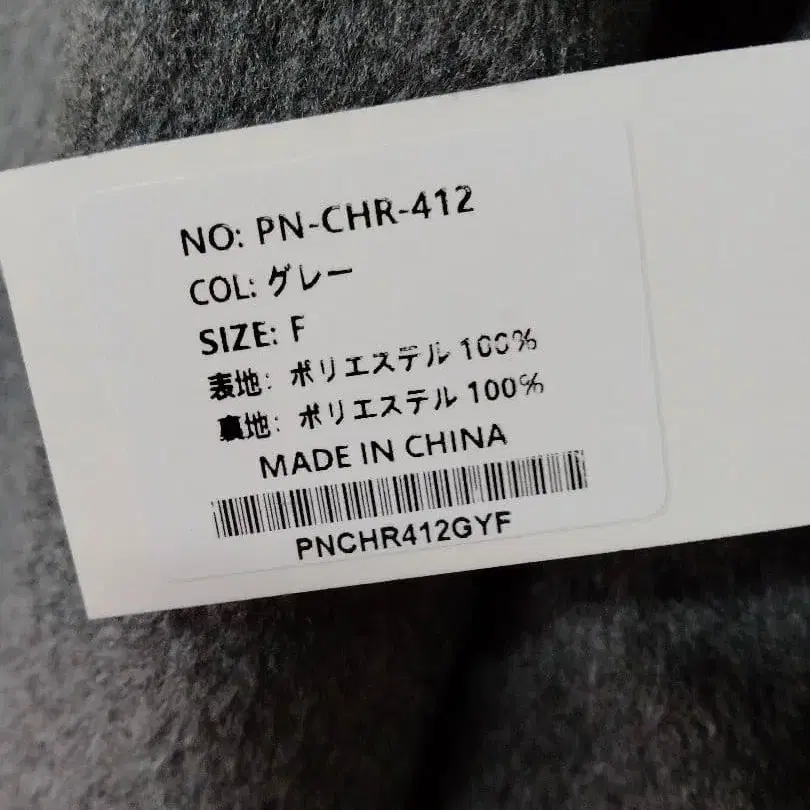 NO: PN-CHR-412
COL: グレー
SIZE: F
表地: ポリエステル 100%
裏地: ポリエステル 100%
MADE IN CHINA
PNCHR412GYF